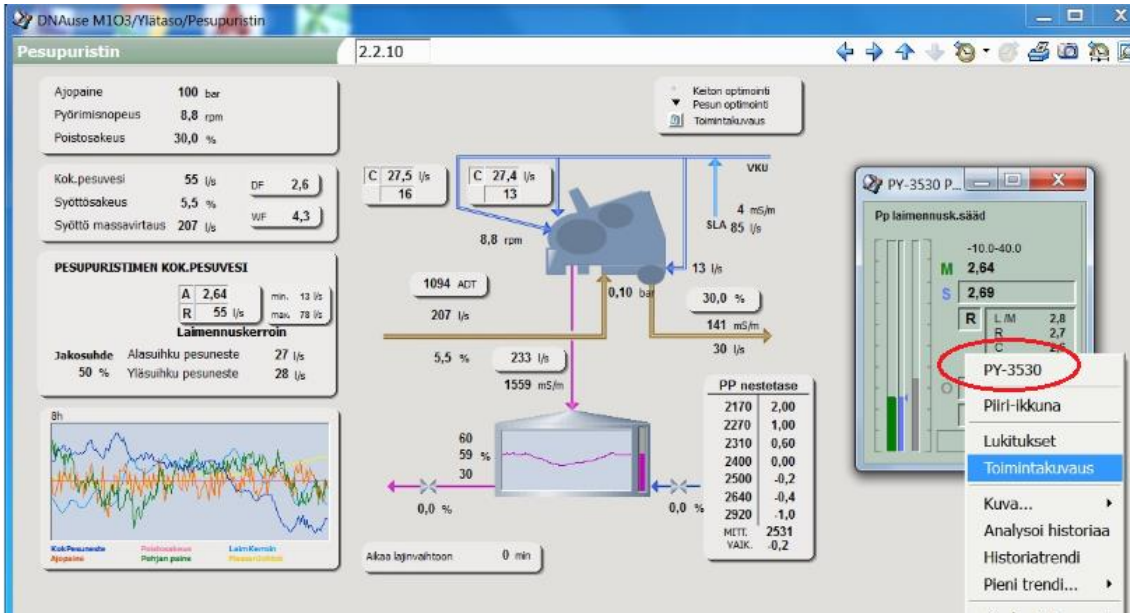 DNAuse M1O3/Ylätaso/Pesupuristin
Pesupuristin
2.2.10
Ajopaine 100 bar
Pyörimisnopeus 8,8 rpm
Poistosakeus 30,0 %
Kok.pesuvesi 55 l/s
Syöttösakeus 5,5 %
Syöttö massavirtaus 207 l/s
DF 2,6
WF 4,3
PESUPURISTIMEN KOK.PESUVESI
A 2,64
R 55 l/s
min. 13 l/s
max. 78 l/s
Laimennuskerroin
Jakosuhde Alasuihku pesuneste 27 l/s
50 % Yläsuihku pesuneste 28 l/s
8h
KokPesuneste Poistosakeus LaimKerroin
Ajopaine Pohjan paine
C 27,5 l/s
16
C 27,4 l/s
13
8,8 rpm
1094 ADT
207 l/s
5,5 %
233 l/s
1559 mS/m
60
59 %
30
0,0 %
0,0 %
Aikaa lajinvaihtoon 0 min
Keiton optimointi
Pesun optimointi
Toimintakuvaus
VKU
4 mS/m
SLA 85 l/s
13 l/s
0,10 bar
30,0 %
141 mS/m
30 l/s
PP nestetase
2170 2,00
2270 1,00
2310 0,60
2400 0,00
2500 -0,2
2640 -0,4
2920 -1,0
MITT. 2531
VAIK. -0,2
PY-3530 P...
Pp laimennusk.sääd
-10.0-40.0
M 2,64
S 2,69
R
L/M 2,8
R 2,7
C
O
PY-3530
Piiri-ikkuna
Lukitukset
Toimintakuvaus
Kuva...
Analysoi historiaa
Historiatrendi
Pieni trendi...